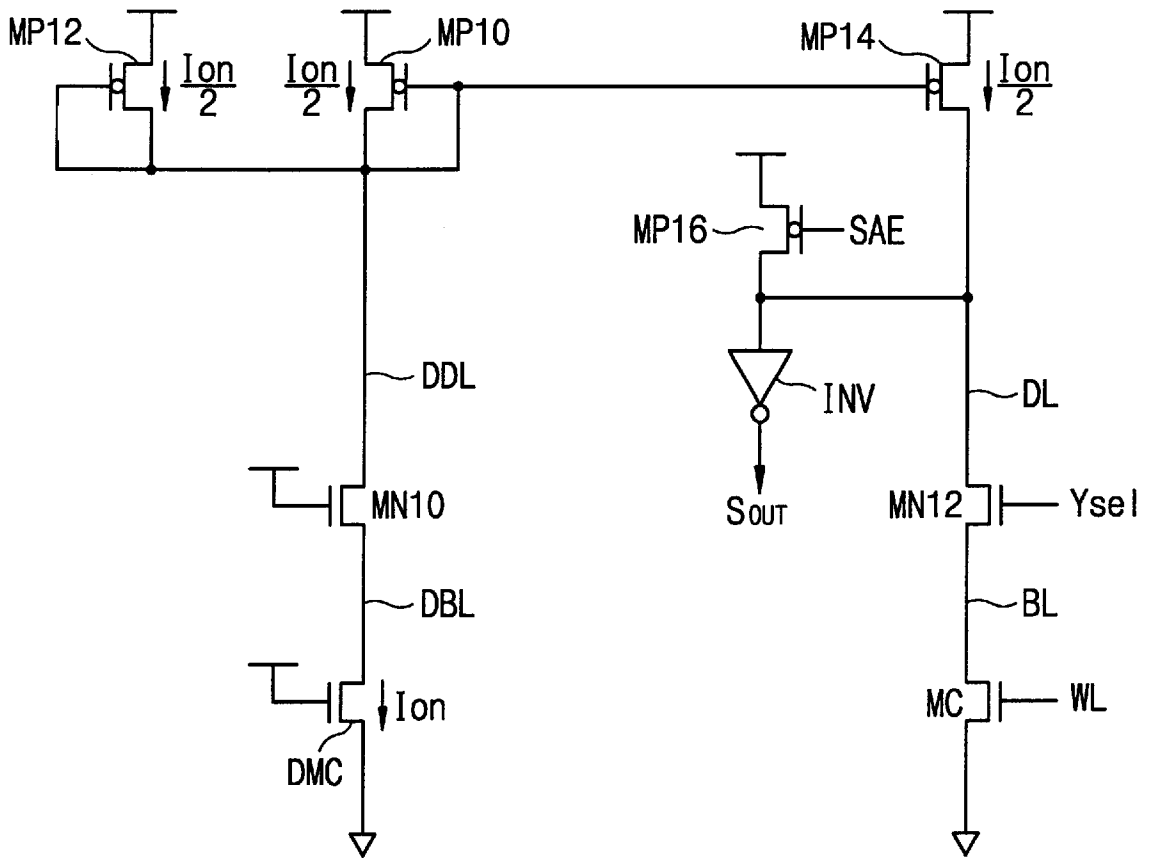 MP12
Ion
2
Ion
2
MP10
MP14
Ion
2
MP16
SAE
DDL
INV
DL
MN10
SOUT
MN12
Ysel
DBL
BL
Ion
MC
WL
DMC